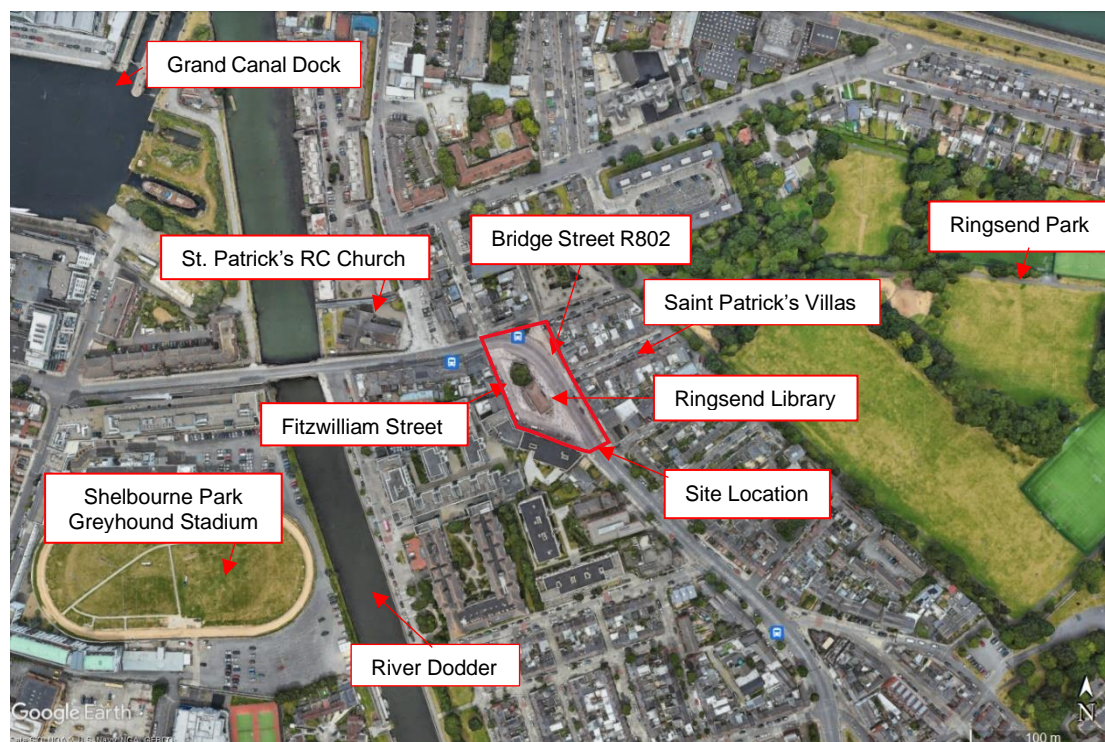 Grand Canal Dock
Bridge Street R802
Ringsend Park
St. Patrick's RC Church
Saint Patrick's Villas
Ringsend Library
Fitzwilliam Street
Site Location
Shelbourne Park
Greyhound Stadium
River Dodder
Google Earth
N
100 m